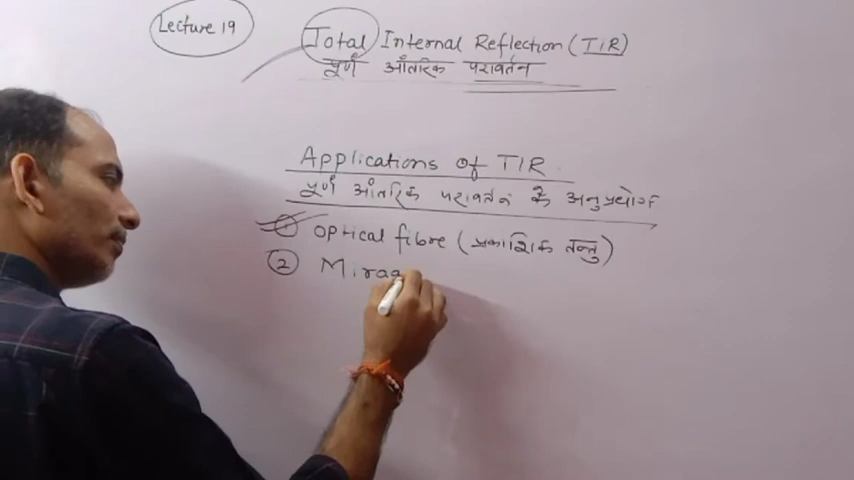 Lecture 19
Total Internal Reflection (TIR)
पूर्ण आंतरिक परावर्तन
Applications of TIR
पूर्ण आंतरिक परावर्तन के अनुप्रयोग
1 Optical fibre (प्रकाशिक तन्तु)
2 Mirag